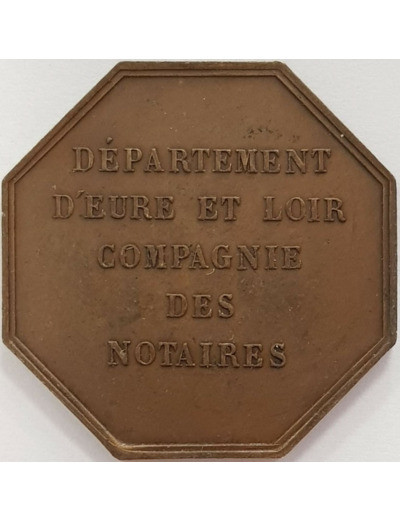 DÉPARTEMENT
D'EURE ET LOIR
COMPAGNIE
DES
NOTAIRES